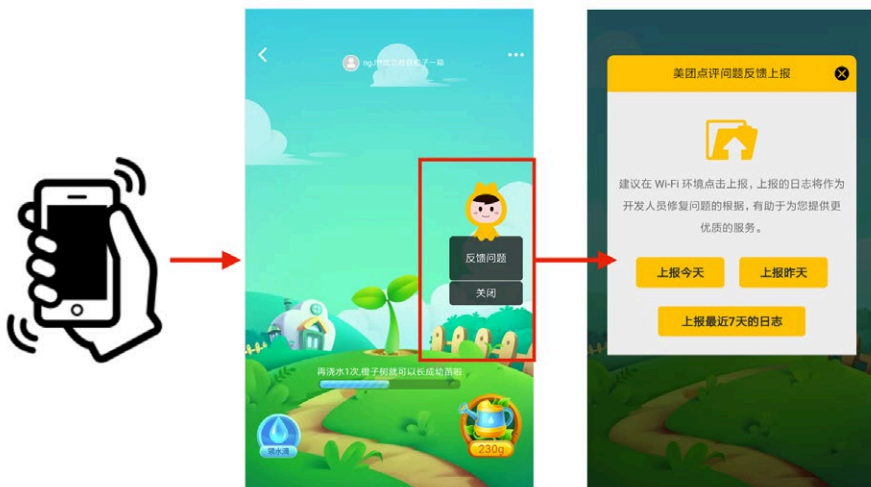 反馈问题
关闭
再浇水1次,橙子树就可以长成幼苗啦
领水滴
230g
美团点评问题反馈上报
建议在 Wi-Fi 环境点击上报，上报的日志将作为
开发人员修复问题的根据，有助于为您提供更
优质的服务。
上报今天
上报昨天
上报最近7天的日志